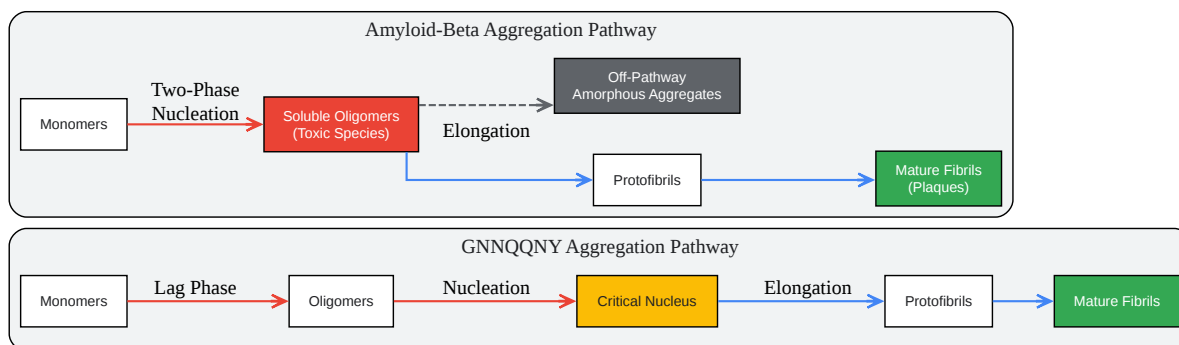 Amyloid-Beta Aggregation Pathway
Monomers
Two-Phase
Nucleation
Soluble Oligomers
(Toxic Species)
Elongation
Off-Pathway
Amorphous Aggregates
Protofibrils
Mature Fibrils
(Plaques)
GNNQQNY Aggregation Pathway
Monomers
Lag Phase
Oligomers
Nucleation
Critical Nucleus
Elongation
Protofibrils
Mature Fibrils